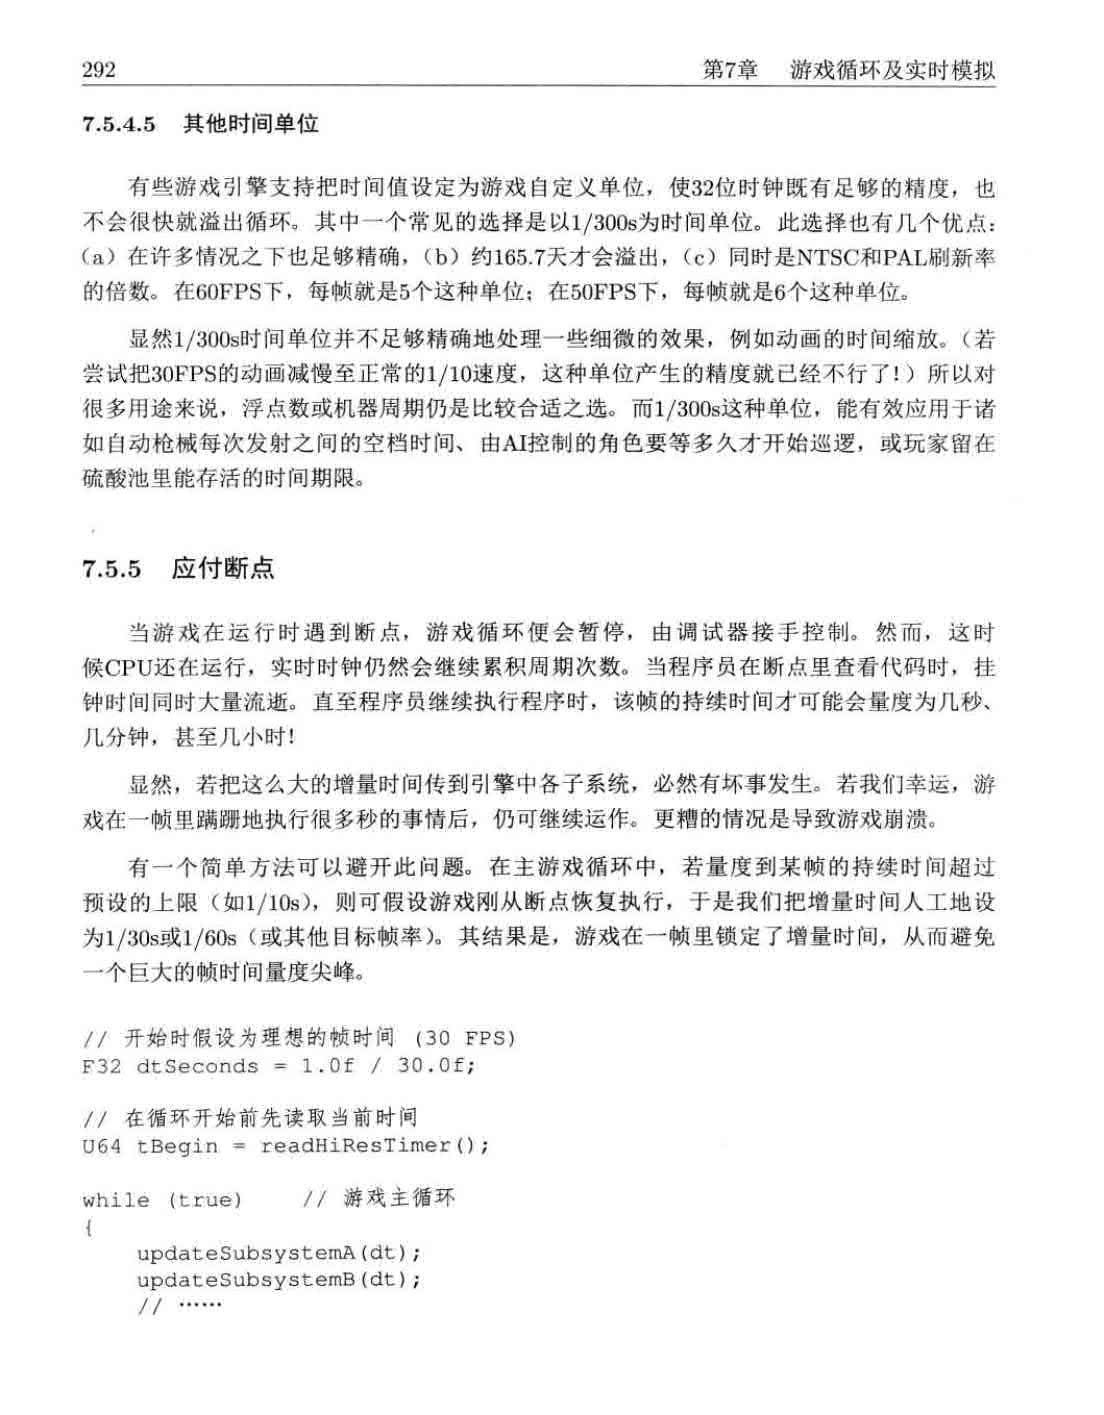 292 第7章 游戏循环及实时模拟
7.5.4.5 其他时间单位
有些游戏引擎支持把时间值设定为游戏自定义单位，使32位时钟既有足够的精度，也
不会很快就溢出循环。其中一个常见的选择是以1/300s为时间单位。此选择也有几个优点：
（a）在许多情况之下也足够精确，（b）约165.7天才会溢出，（c）同时是NTSC和PAL刷新率
的倍数。在60FPS下，每帧就是5个这种单位；在50FPS下，每帧就是6个这种单位。
显然1/300s时间单位并不足够精确地处理一些细微的效果，例如动画的时间缩放。（若
尝试把30FPS的动画减慢至正常的1/10速度，这种单位产生的精度就已经不行了！）所以对
很多用途来说，浮点数或机器周期仍是比较合适之选。而1/300s这种单位，能有效应用于诸
如自动枪械每次发射之间的空档时间、由AI控制的角色要等多久才开始巡逻，或玩家留在
硫酸池里能存活的时间期限。
7.5.5 应付断点
当游戏在运行时遇到断点，游戏循环便会暂停，由调试器接手控制。然而，这时
候CPU还在运行，实时时钟仍然会继续累积周期次数。当程序员在断点里查看代码时，挂
钟时间同时大量流逝。直至程序员继续执行程序时，该帧的持续时间才可能会量度为几秒、
几分钟，甚至几小时！
显然，若把这么大的增量时间传到引擎中各子系统，必然有坏事发生。若我们幸运，游
戏在一帧里蹒跚地执行很多秒的事情后，仍可继续运作。更糟的情况是导致游戏崩溃。
有一个简单方法可以避开此问题。在主游戏循环中，若量度到某帧的持续时间超过
预设的上限（如1/10s），则可假设游戏刚从断点恢复执行，于是我们把增量时间人工地设
为1/30s或1/60s（或其他目标帧率）。其结果是，游戏在一帧里锁定了增量时间，从而避免
一个巨大的帧时间量度尖峰。
// 开始时假设为理想的帧时间 (30 FPS)
F32 dtSeconds = 1.0f / 30.0f;
// 在循环开始前先读取当前时间
U64 tBegin = readHiResTimer();
while (true) // 游戏主循环
{
updateSubsystemA(dt);
updateSubsystemB(dt);
// ……